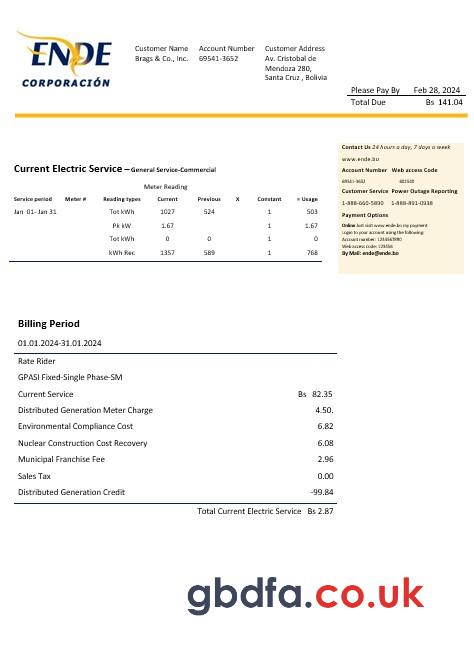 ENDE
CORPORACIÓN
Customer Name Account Number Customer Address
Brags & Co., Inc. 69541-3652 Av. Cristobal de
Mendoza 280,
Santa Cruz , Bolivia
Please Pay By Feb 28, 2024
Total Due Bs 141.04
Contact Us 24 hours a day, 7 days a week
www.ende.bo
Account Number Web access Code
69541-3652 601540
Customer Service Power Outage Reporting
1-888-660-5890 1-888-891-0938
Payment Options
Online Just visit www.ende.bo my payment
Login to your account using the folowing:
Account number: 1234567890
Web access code: 123456
By Mail: ende@ende.bo
Current Electric Service – General Service-Commercial
Meter Reading
Service period Meter # Reading types Current Previous X Constant = Usage
Jan 01- Jan 31 Tot kWh 1027 524 1 503
Pk kW 1.67 1 1.67
Tot kWh 0 0 1 0
kWh Rec 1357 589 1 768
Billing Period
01.01.2024-31.01.2024
Rate Rider
GPASI Fixed-Single Phase-SM
Current Service Bs 82.35
Distributed Generation Meter Charge 4.50.
Environmental Compliance Cost 6.82
Nuclear Construction Cost Recovery 6.08
Municipal Franchise Fee 2.96
Sales Tax 0.00
Distributed Generation Credit -99.84
Total Current Electric Service Bs 2.87
gbdfa.co.uk